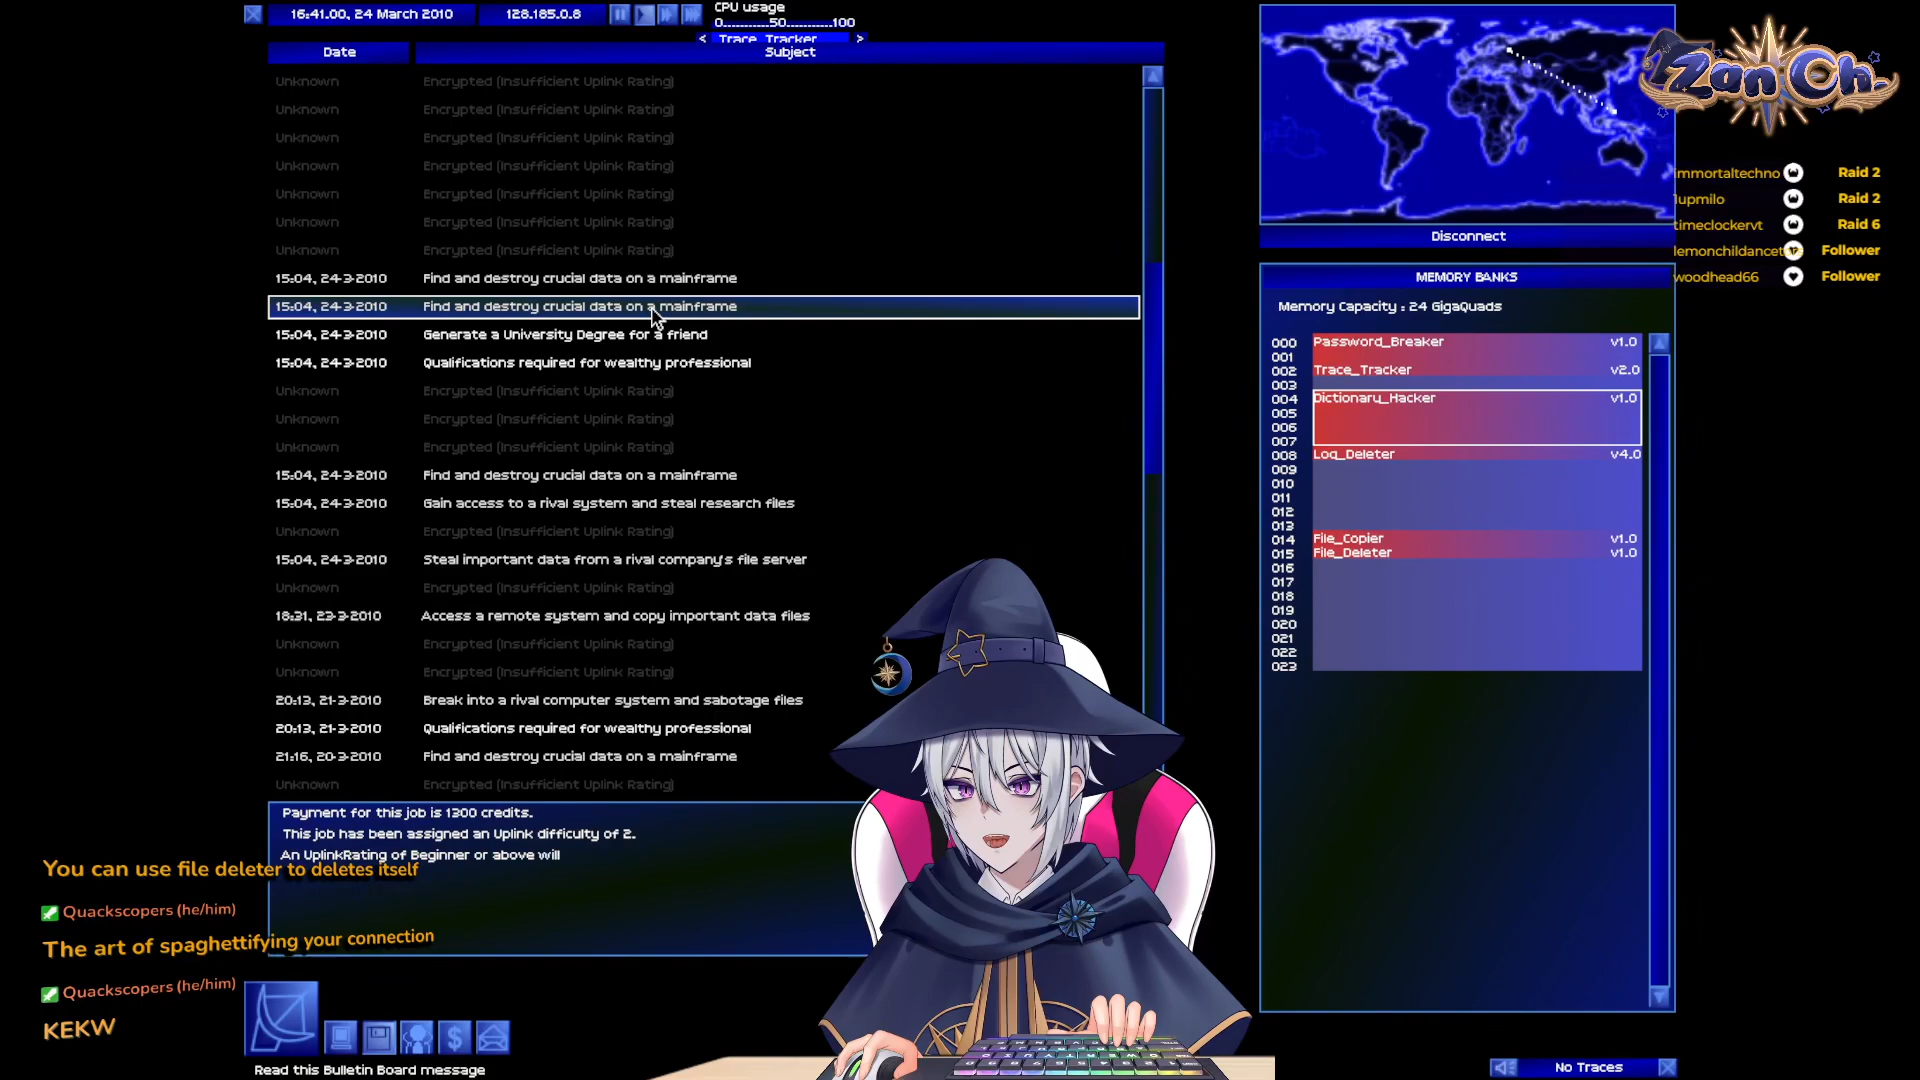 16:41.00, 24 March 2010
128.185.0.8
CPU usage
0..........50..........100
< Trace_Tracker >
Date
Subject
Unknown Encrypted (Insufficient Uplink Rating)
Unknown Encrypted (Insufficient Uplink Rating)
Unknown Encrypted (Insufficient Uplink Rating)
Unknown Encrypted (Insufficient Uplink Rating)
Unknown Encrypted (Insufficient Uplink Rating)
Unknown Encrypted (Insufficient Uplink Rating)
Unknown Encrypted (Insufficient Uplink Rating)
15:04, 24-3-2010 Find and destroy crucial data on a mainframe
15:04, 24-3-2010 Find and destroy crucial data on a mainframe
15:04, 24-3-2010 Generate a University Degree for a friend
15:04, 24-3-2010 Qualifications required for wealthy professional
Unknown Encrypted (Insufficient Uplink Rating)
Unknown Encrypted (Insufficient Uplink Rating)
Unknown Encrypted (Insufficient Uplink Rating)
15:04, 24-3-2010 Find and destroy crucial data on a mainframe
15:04, 24-3-2010 Gain access to a rival system and steal research files
Unknown Encrypted (Insufficient Uplink Rating)
15:04, 24-3-2010 Steal important data from a rival company's file server
Unknown Encrypted (Insufficient Uplink Rating)
18:31, 23-3-2010 Access a remote system and copy important data files
Unknown Encrypted (Insufficient Uplink Rating)
Unknown Encrypted (Insufficient Uplink Rating)
20:13, 21-3-2010 Break into a rival computer system and sabotage files
20:13, 21-3-2010 Qualifications required for wealthy professional
21:16, 20-3-2010 Find and destroy crucial data on a mainframe
Unknown Encrypted (Insufficient Uplink Rating)
Payment for this job is 1300 credits.
This job has been assigned an Uplink difficulty of 2.
An UplinkRating of Beginner or above will
You can use file deleter to deletes itself
Quackscopers (he/him)
The art of spaghettifying your connection
Quackscopers (he/him)
KEKW
$
Read this Bulletin Board message
Zan Ch.
Disconnect
immortaltechno Raid 2
lupmilo Raid 2
timeclockervt Raid 6
lemonchildancet Follower
woodhead66 Follower
MEMORY BANKS
Memory Capacity : 24 GigaQuads
000 Password_Breaker v1.0
001
002 Trace_Tracker v2.0
003
004 Dictionary_Hacker v1.0
005
006
007
008 Log_Deleter v4.0
009
010
011
012
013
014 File_Copier v1.0
015 File_Deleter v1.0
016
017
018
019
020
021
022
023
No Traces